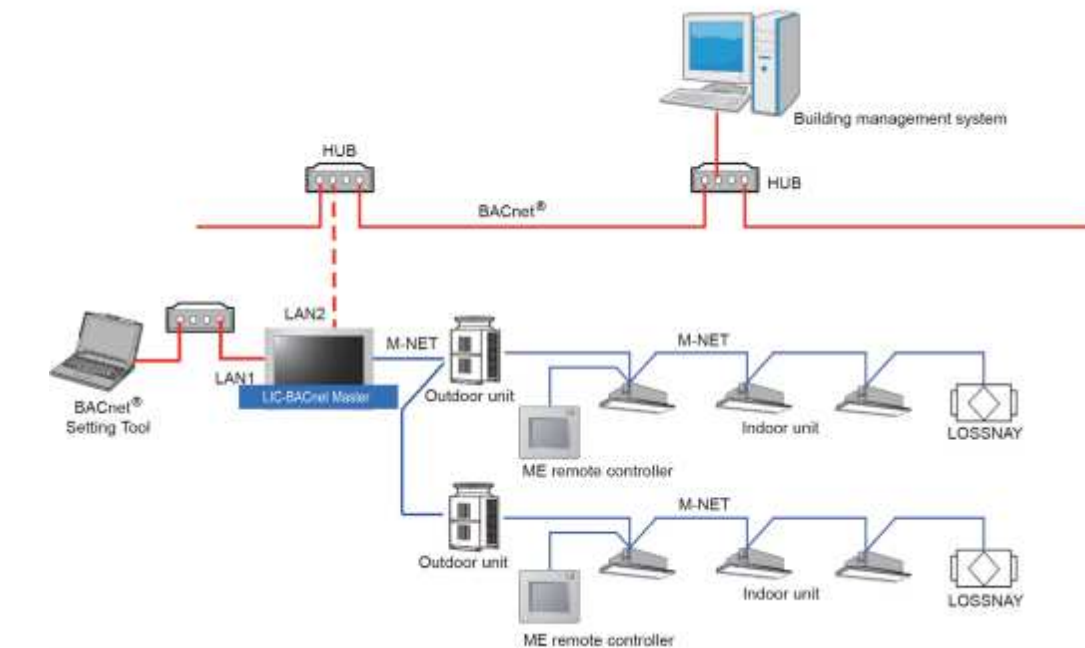 Building management system
HUB
HUB
BACnet®
LAN2
M-NET
M-NET
LAN1
LIC-BACnet Master
Outdoor unit
BACnet®
Setting Tool
Indoor unit
LOSSNAY
ME remote controller
M-NET
Outdoor unit
Indoor unit
LOSSNAY
ME remote controller